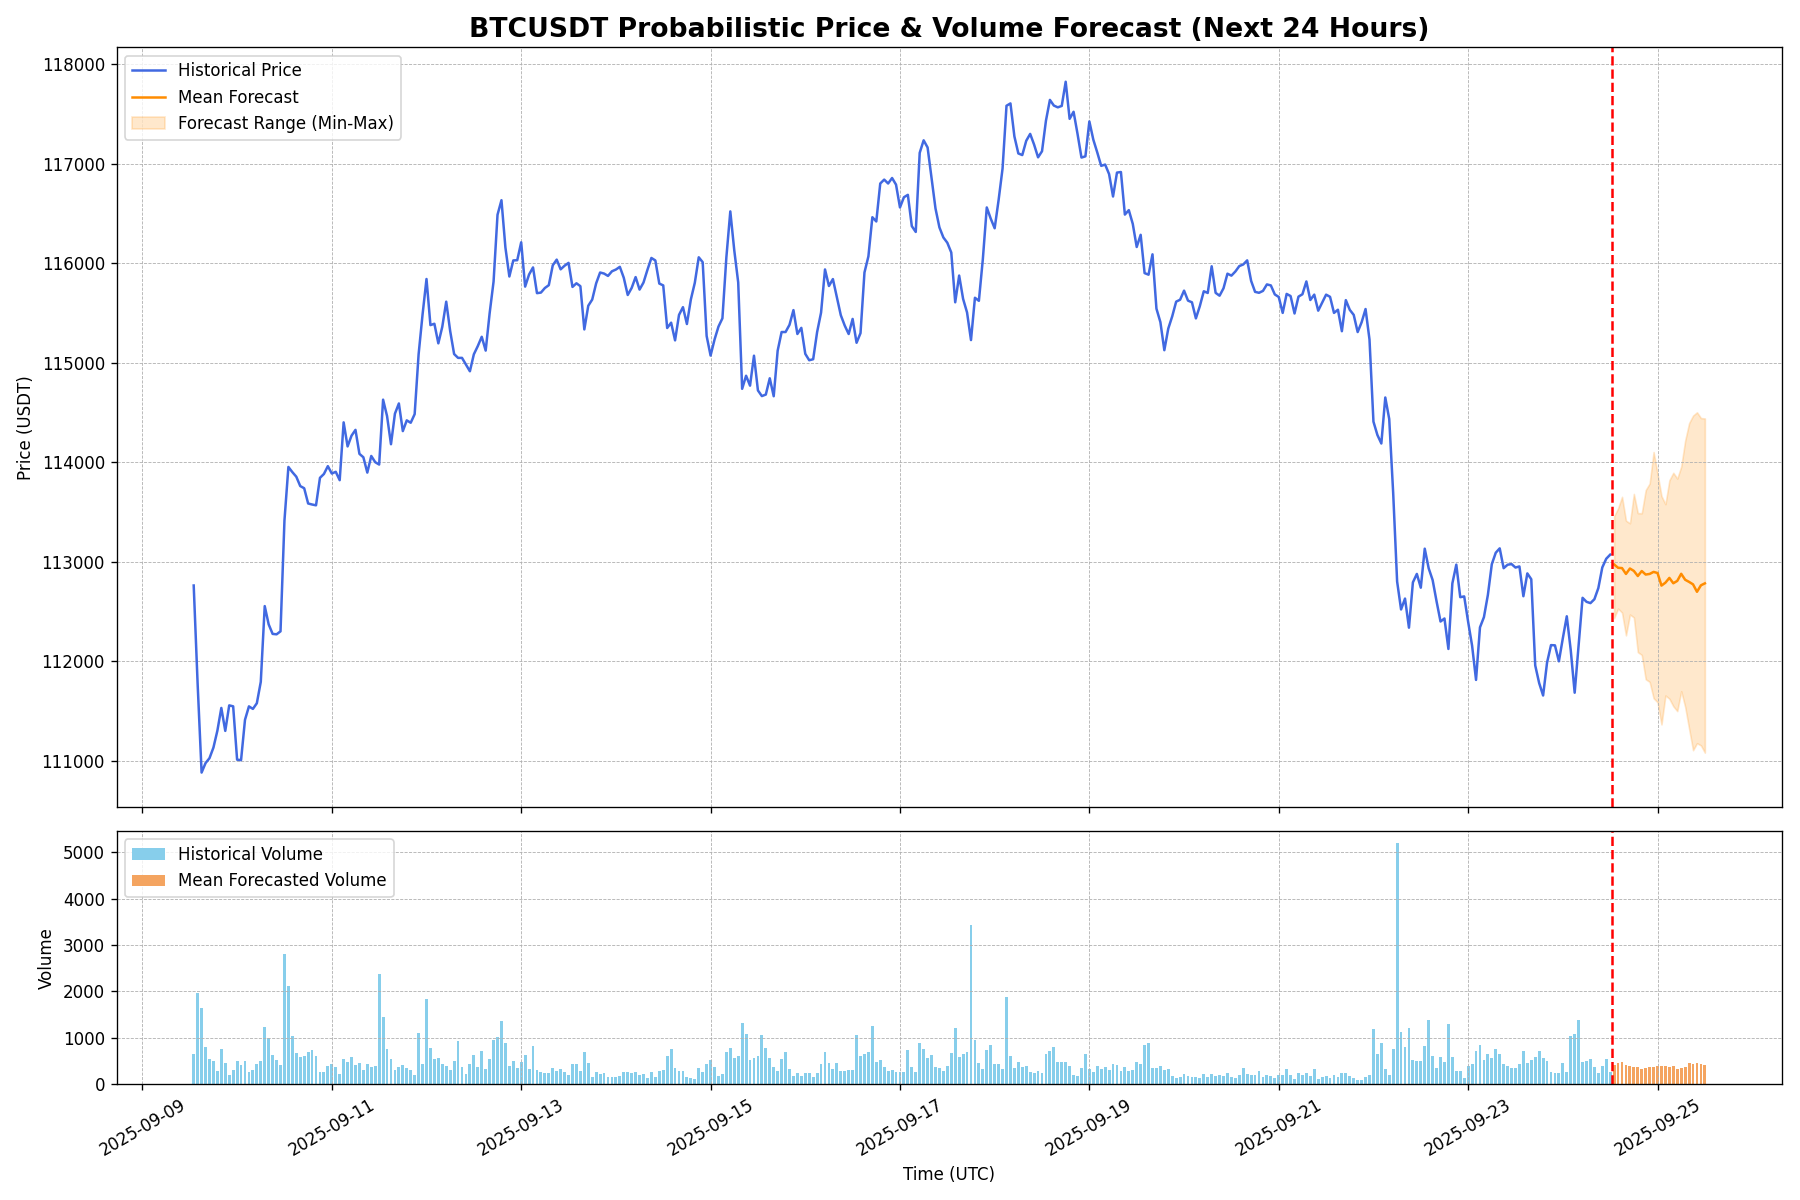 BTCUSDT Probabilistic Price & Volume Forecast (Next 24 Hours)
Historical Price
Mean Forecast
Forecast Range (Min-Max)
Price (USDT)
118000
117000
116000
115000
114000
113000
112000
111000
Historical Volume
Mean Forecasted Volume
Volume
5000
4000
3000
2000
1000
0
2025-09-09
2025-09-11
2025-09-13
2025-09-15
2025-09-17
2025-09-19
2025-09-21
2025-09-23
2025-09-25
Time (UTC)